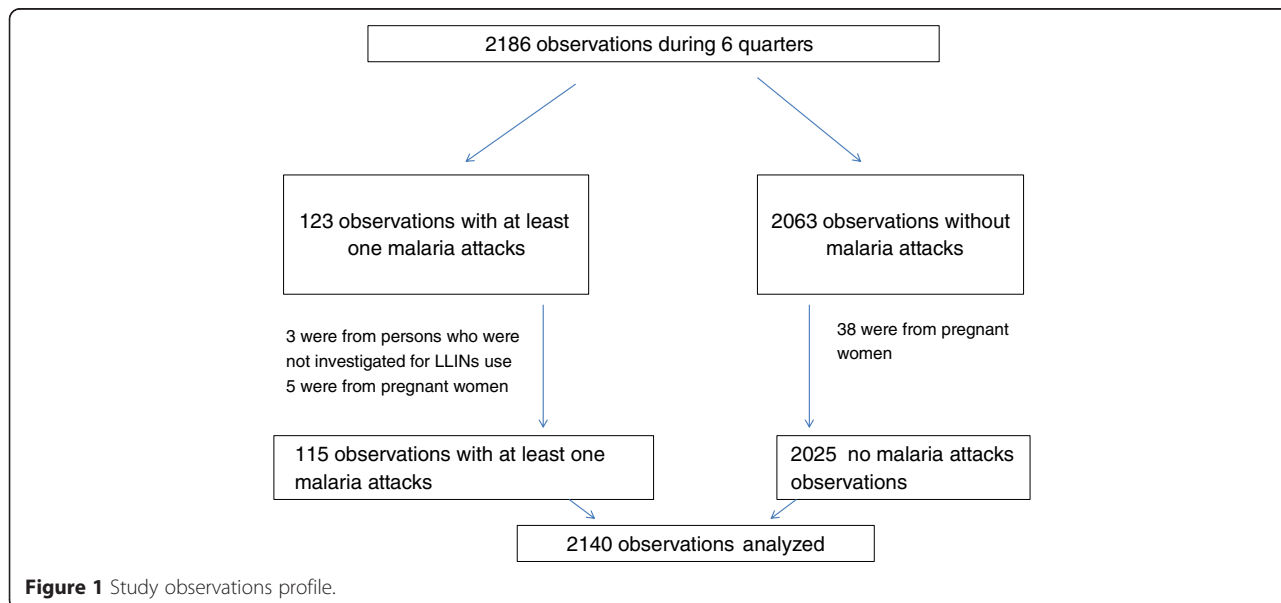 2186 observations during 6 quarters
123 observations with at least
one malaria attacks
2063 observations without
malaria attacks
3 were from persons who were
not investigated for LLINs use
5 were from pregnant women
38 were from pregnant
women
115 observations with at least one
malaria attacks
2025 no malaria attacks
observations
2140 observations analyzed
Figure 1 Study observations profile.